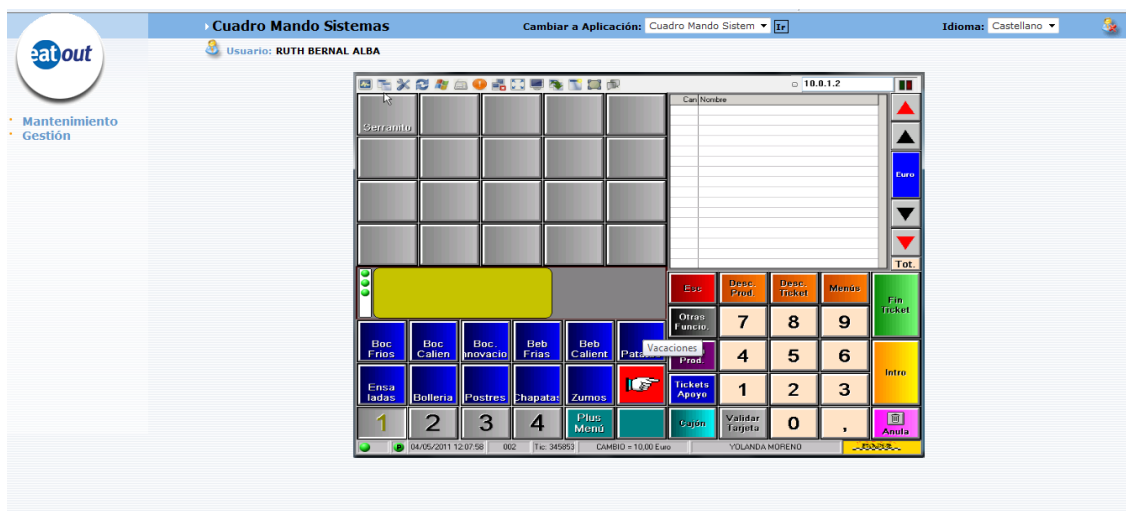 Cuadro Mando Sistemas
Cambiar a Aplicación: Cuadro Mando Sistem Ir
Idioma: Castellano
eatout
Usuario: RUTH BERNAL ALBA
Mantenimiento
Gestión
10.0.1.2
Serranito
Can Nombre
Euro
Tot.
Esc
Desc. Prod.
Desc. Ticket
Menús
Fin Ticket
Otras Funcio.
7
8
9
Boc Frios
Boc Calien
Boc. nnovacio
Beb Frias
Beb Calient
Vacaciones
Prod.
4
5
6
Intro
Ensa ladas
Bolleria
Postres
Chapatas
Zumos
Tickets Apoyo
1
2
3
1
2
3
4
Plus Menú
Cajón
Validar Tarjeta
0
,
Anula
04/05/2011 12:07:58
002
Tic: 345853
CAMBIO = 10,00 Euro
YOLANDA MORENO